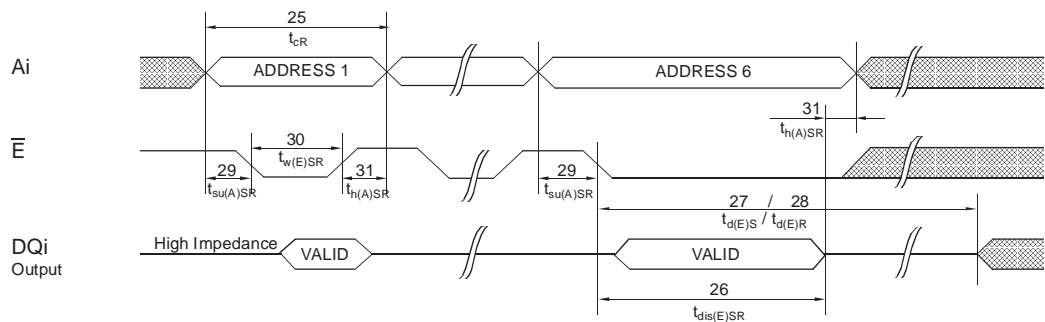 25
tcR
Ai
ADDRESS 1
ADDRESS 6
31
th(A)SR
E
30
tw(E)SR
29
tsu(A)SR
31
th(A)SR
29
tsu(A)SR
27 / 28
td(E)S / td(E)R
DQi
Output
High Impedance
VALID
VALID
26
tdis(E)SR